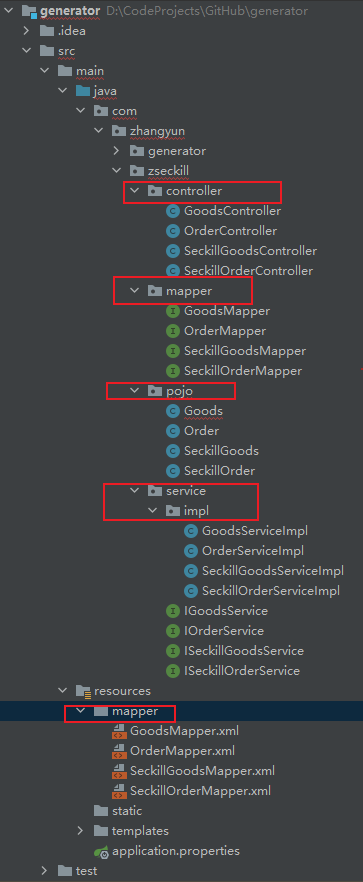 generator D:\CodeProjects\GitHub\generator
.idea
src
main
java
com
zhangyun
generator
zseckill
controller
GoodsController
OrderController
SeckillGoodsController
SeckillOrderController
mapper
GoodsMapper
OrderMapper
SeckillGoodsMapper
SeckillOrderMapper
pojo
Goods
Order
SeckillGoods
SeckillOrder
service
impl
GoodsServiceImpl
OrderServiceImpl
SeckillGoodsServiceImpl
SeckillOrderServiceImpl
IGoodsService
IOrderService
ISeckillGoodsService
ISeckillOrderService
resources
mapper
GoodsMapper.xml
OrderMapper.xml
SeckillGoodsMapper.xml
SeckillOrderMapper.xml
static
templates
application.properties
test